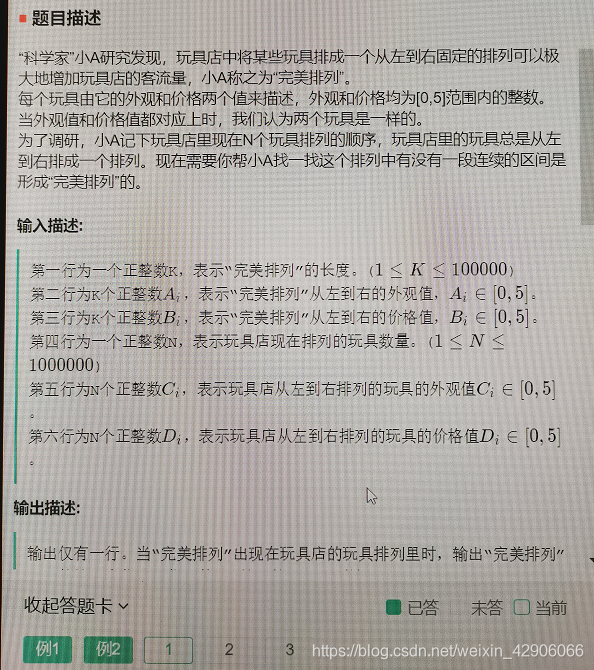 题目描述
“科学家”小A研究发现，玩具店中将某些玩具排成一个从左到右固定的排列可以极
大地增加玩具店的客流量，小A称之为“完美排列”。
每个玩具由它的外观和价格两个值来描述，外观和价格均为[0,5]范围内的整数。
当外观值和价格值都对应上时，我们认为两个玩具是一样的。
为了调研，小A记下玩具店里现在N个玩具排列的顺序，玩具店里的玩具总是从左
到右排成一个排列。现在需要你帮小A找一找这个排列中有没有一段连续的区间是
形成“完美排列”的。
输入描述:
第一行为一个正整数K，表示“完美排列”的长度。(1 ≤ K ≤ 100000)
第二行为K个正整数A_i，表示“完美排列”从左到右的外观值，A_i ∈ [0, 5]。
第三行为K个正整数B_i，表示“完美排列”从左到右的价格值，B_i ∈ [0, 5]。
第四行为一个正整数N，表示玩具店现在排列的玩具数量。(1 ≤ N ≤
1000000)
第五行为N个正整数C_i，表示玩具店从左到右排列的玩具的外观值C_i ∈ [0, 5]
。
第六行为N个正整数D_i，表示玩具店从左到右排列的玩具的价格值D_i ∈ [0, 5]
。
输出描述:
输出仅有一行。当“完美排列”出现在玩具店的玩具排列里时，输出“完美排列”
收起答题卡 已答 未答 当前
例1 例2 1 2 3 https://blog.csdn.net/weixin_42906066